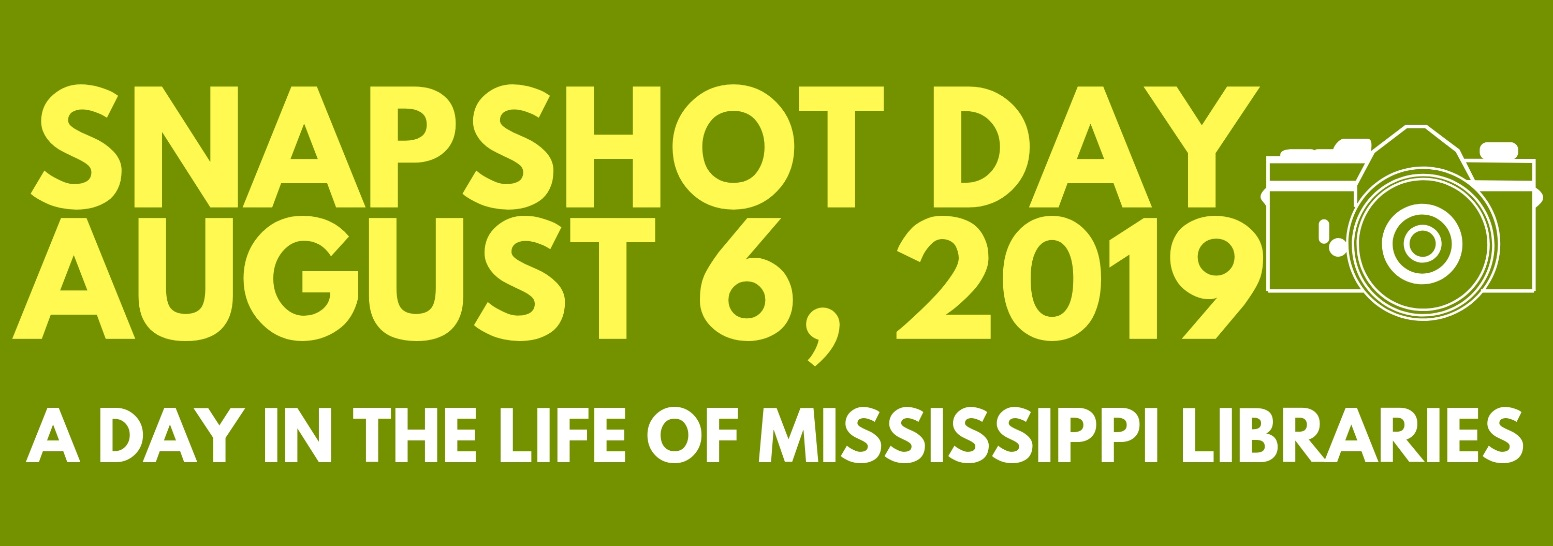 SNAPSHOT DAY
AUGUST 6, 2019
A DAY IN THE LIFE OF MISSISSIPPI LIBRARIES